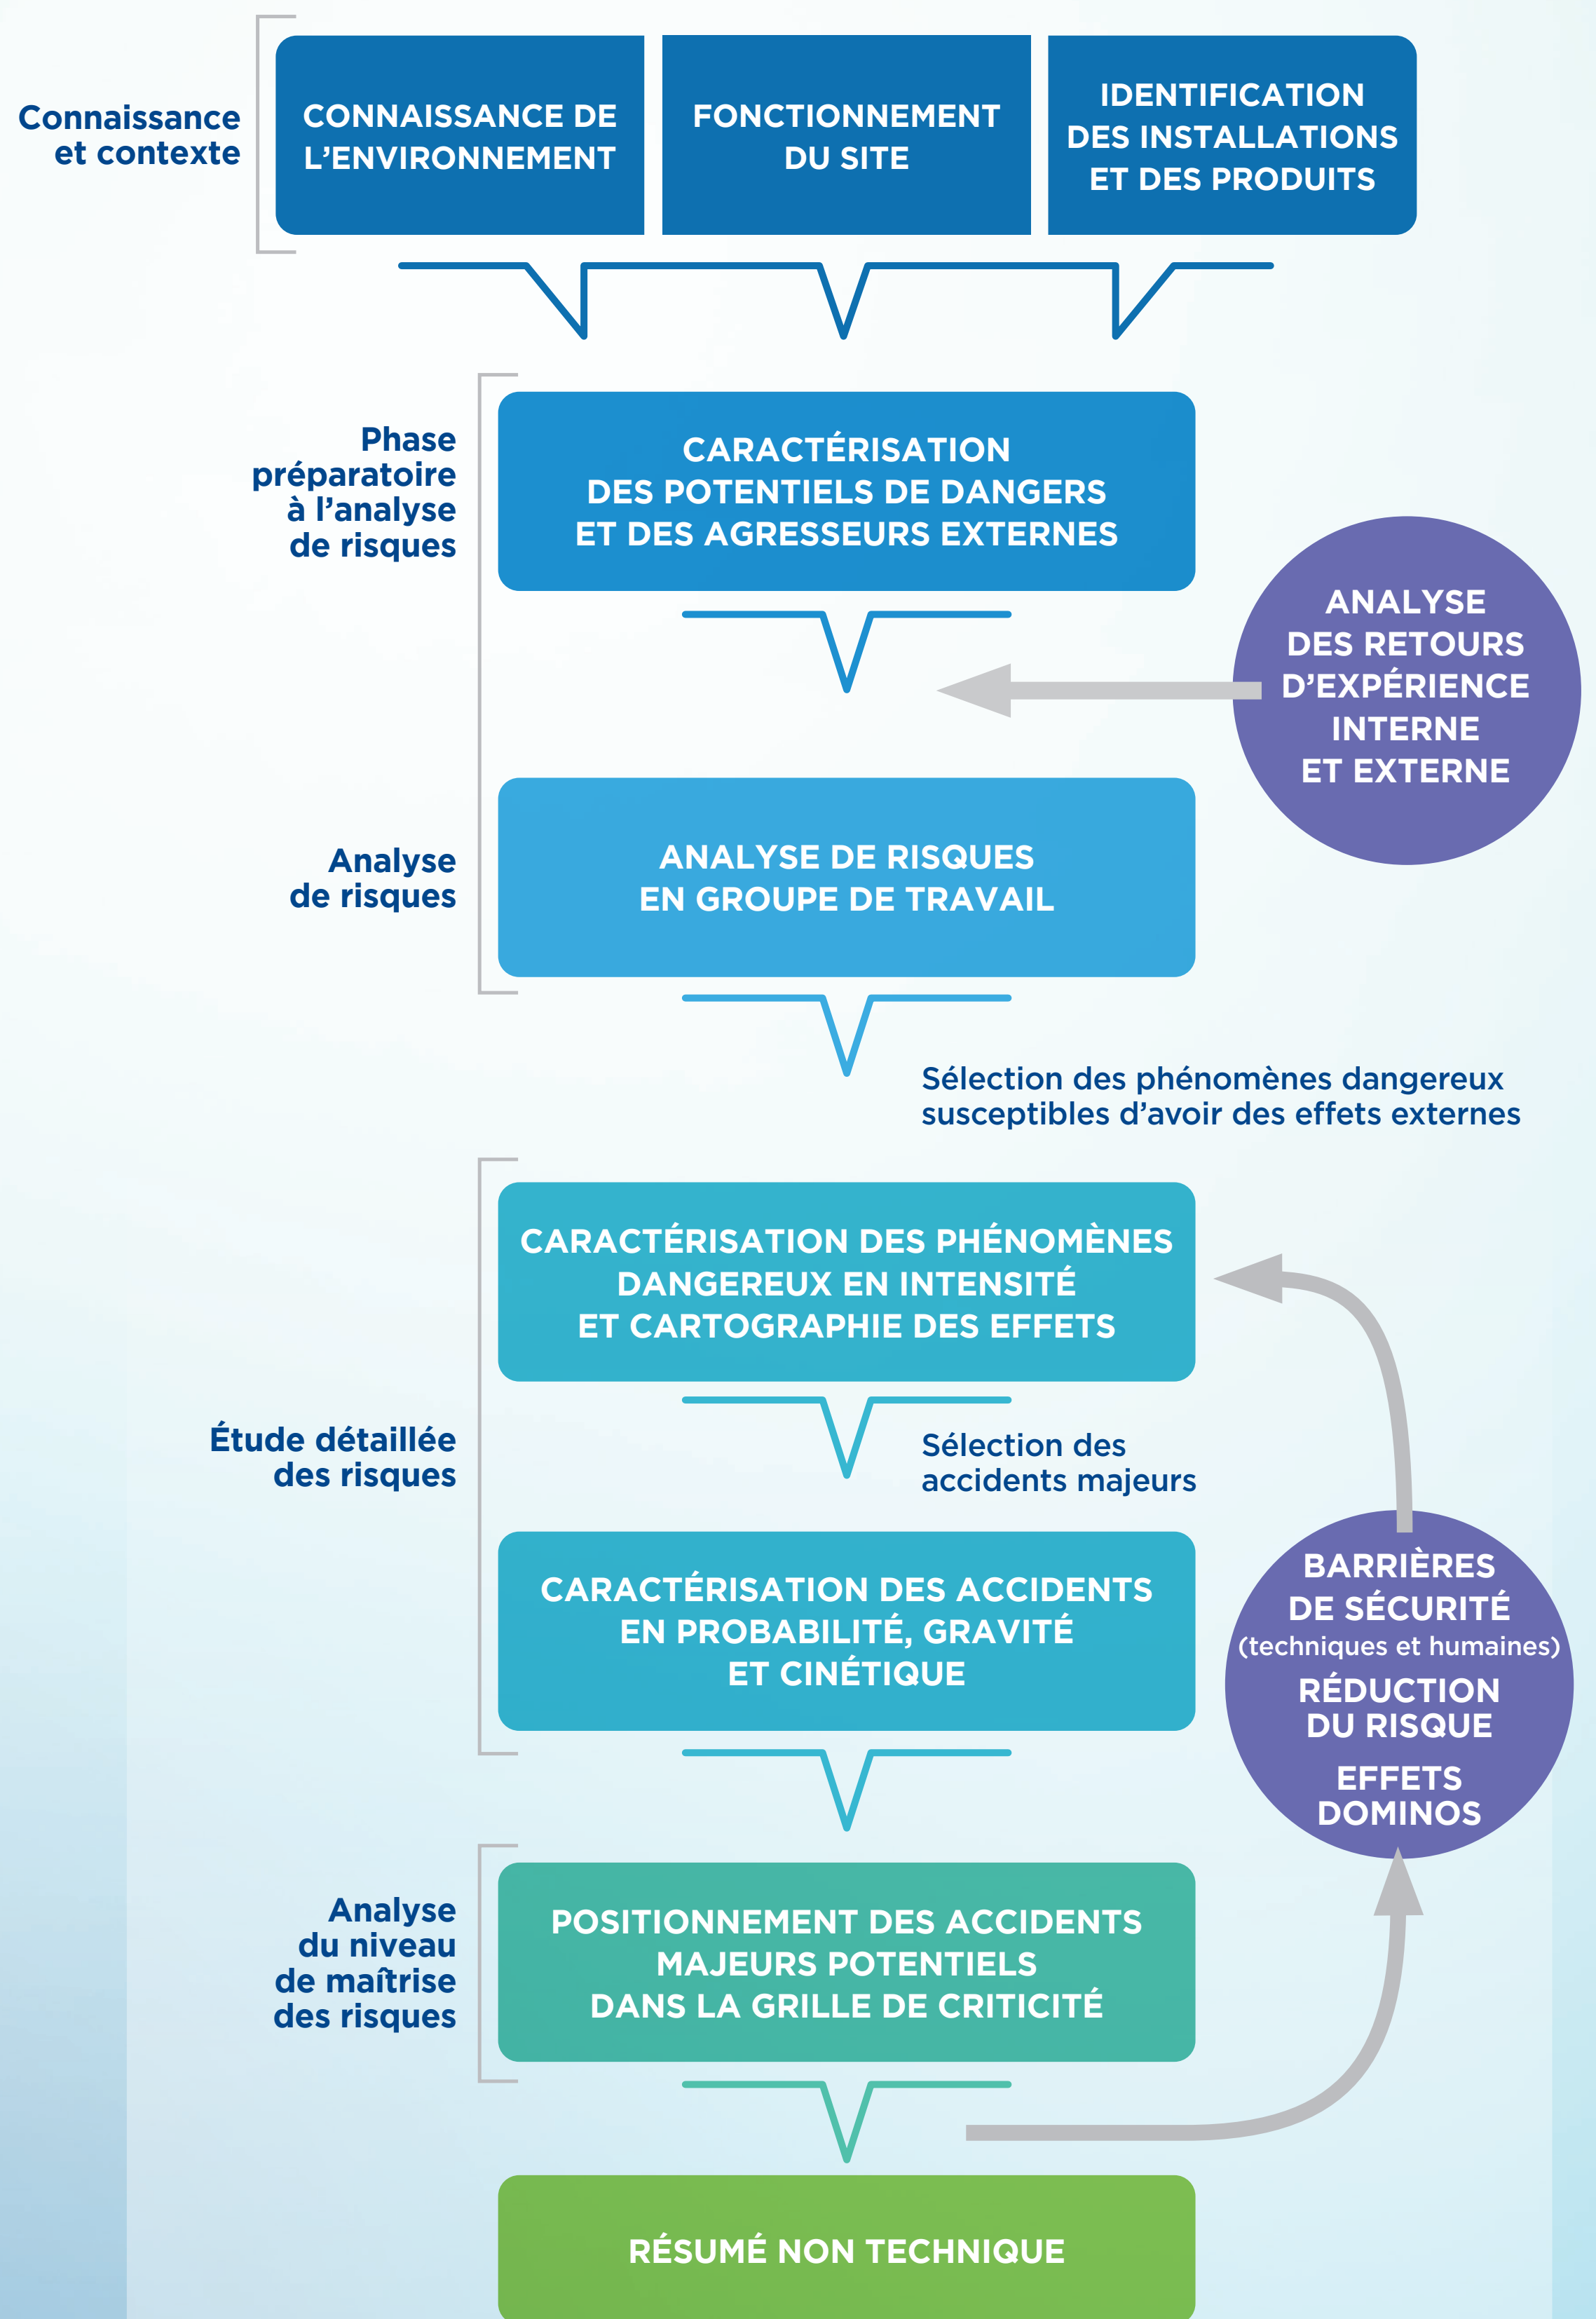 Connaissance
et contexte
CONNAISSANCE DE
L'ENVIRONNEMENT
FONCTIONNEMENT
DU SITE
IDENTIFICATION
DES INSTALLATIONS
ET DES PRODUITS
Phase
préparatoire
à l'analyse
de risques
CARACTÉRISATION
DES POTENTIELS DE DANGERS
ET DES AGRESSEURS EXTERNES
ANALYSE
DES RETOURS
D'EXPÉRIENCE
INTERNE
ET EXTERNE
Analyse
de risques
ANALYSE DE RISQUES
EN GROUPE DE TRAVAIL
Sélection des phénomènes dangereux
susceptibles d'avoir des effets externes
CARACTÉRISATION DES PHÉNOMÈNES
DANGEREUX EN INTENSITÉ
ET CARTOGRAPHIE DES EFFETS
Étude détaillée
des risques
Sélection des
accidents majeurs
CARACTÉRISATION DES ACCIDENTS
EN PROBABILITÉ, GRAVITÉ
ET CINÉTIQUE
BARRIÈRES
DE SÉCURITÉ
(techniques et humaines)
RÉDUCTION
DU RISQUE
EFFETS
DOMINOS
Analyse
du niveau
de maîtrise
des risques
POSITIONNEMENT DES ACCIDENTS
MAJEURS POTENTIELS
DANS LA GRILLE DE CRITICITÉ
RÉSUMÉ NON TECHNIQUE